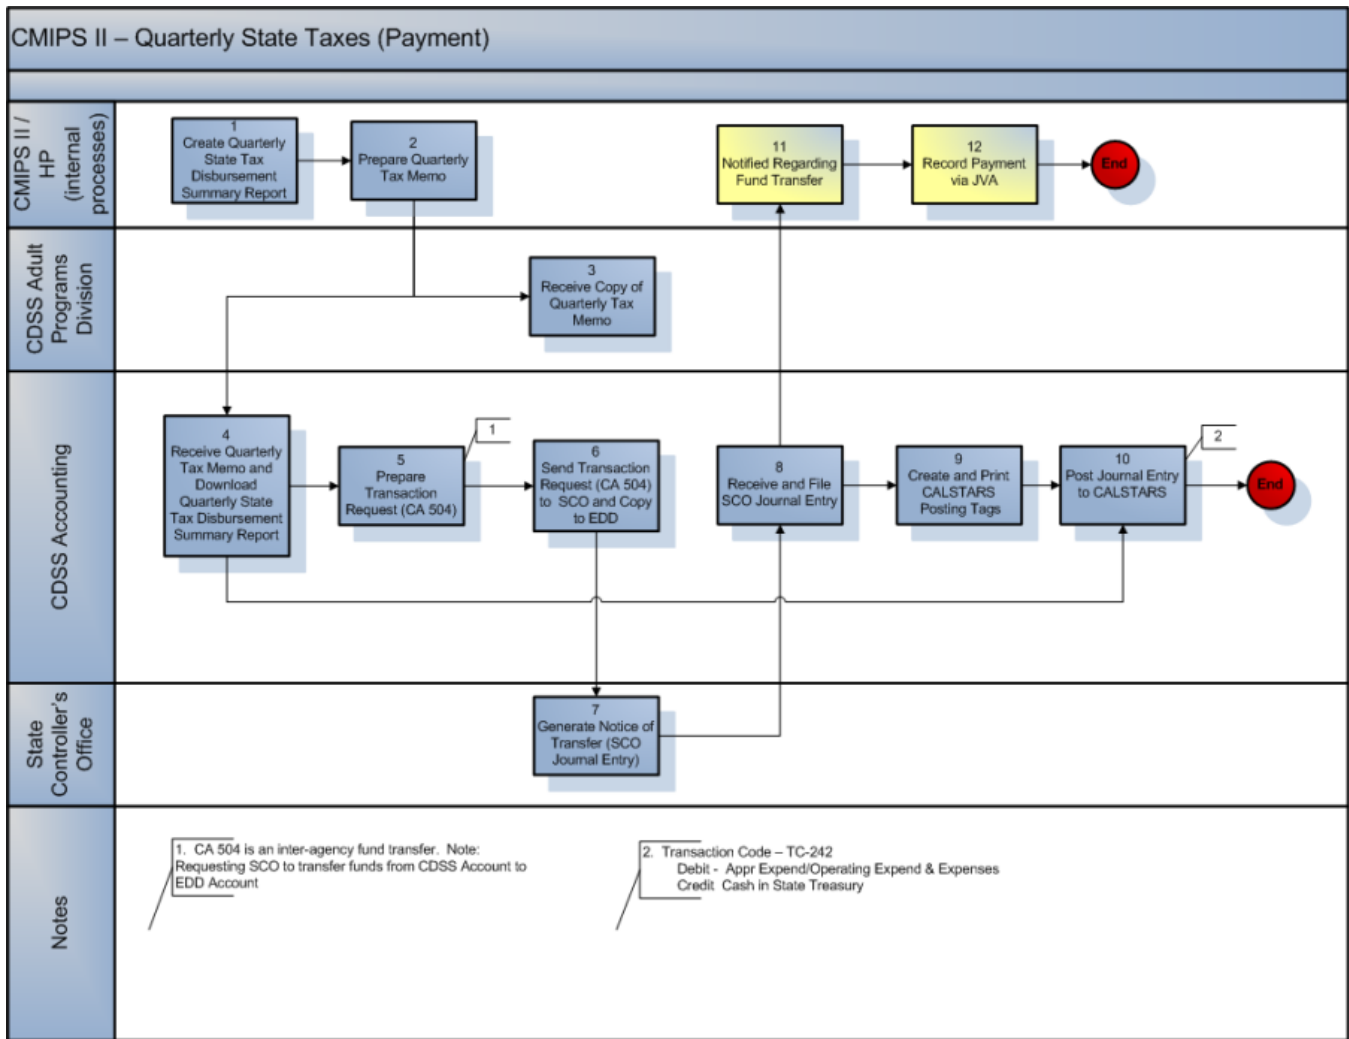 CMIPS II – Quarterly State Taxes (Payment)
CMIPS II /
HP
(internal
processes)
1
Create Quarterly
State Tax
Disbursement
Summary Report
2
Prepare Quarterly
Tax Memo
11
Notified Regarding
Fund Transfer
12
Record Payment
via JVA
End
CDSS Adult
Programs
Division
3
Receive Copy of
Quarterly Tax
Memo
CDSS Accounting
4
Receive Quarterly
Tax Memo and
Download
Quarterly State
Tax Disbursement
Summary Report
5
Prepare
Transaction
Request (CA 504)
1
6
Send Transaction
Request (CA 504)
to SCO and Copy
to EDD
8
Receive and File
SCO Journal Entry
9
Create and Print
CALSTARS
Posting Tags
10
Post Journal Entry
to CALSTARS
2
End
State
Controller's
Office
7
Generate Notice of
Transfer (SCO
Journal Entry)
Notes
1. CA 504 is an inter-agency fund transfer. Note:
Requesting SCO to transfer funds from CDSS Account to
EDD Account
2. Transaction Code – TC-242
Debit - Appr Expend/Operating Expend & Expenses
Credit Cash in State Treasury